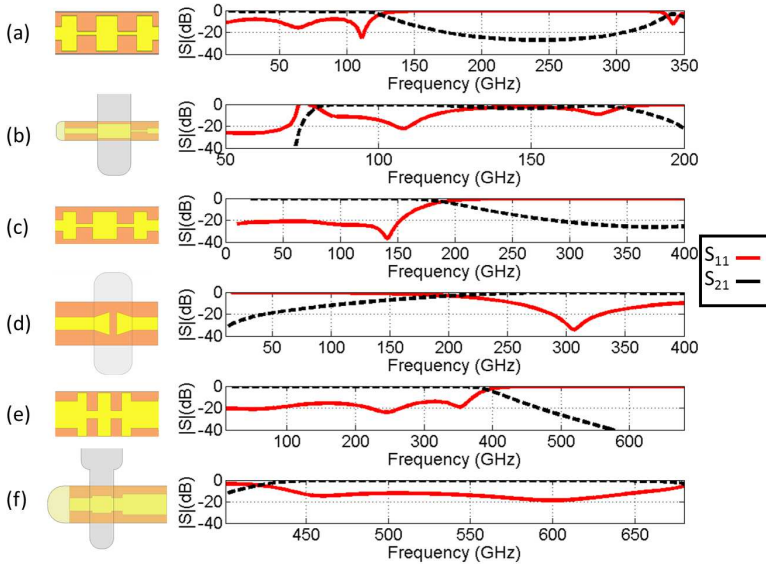 (a)
|S|(dB)
0
-20
-40
50 100 150 200 250 300 350
Frequency (GHz)
(b)
|S|(dB)
0
-20
-40
50 100 150 200
Frequency (GHz)
(c)
|S|(dB)
0
-20
-40
0 50 100 150 200 250 300 350 400
Frequency (GHz)
S11
S21
(d)
|S|(dB)
0
-20
-40
50 100 150 200 250 300 350 400
Frequency (GHz)
(e)
|S|(dB)
0
-20
-40
100 200 300 400 500 600
Frequency (GHz)
(f)
|S|(dB)
0
-20
-40
450 500 550 600 650
Frequency (GHz)